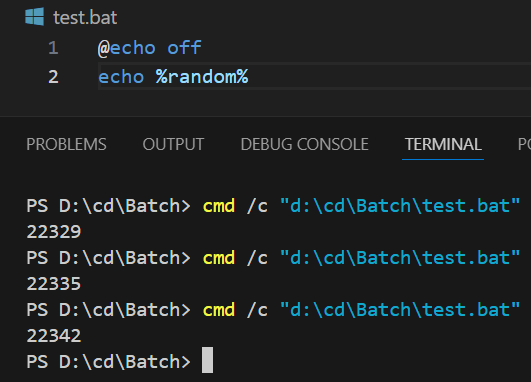 test.bat
1 @echo off
2 echo %random%
PROBLEMS OUTPUT DEBUG CONSOLE TERMINAL
PS D:\cd\Batch> cmd /c "d:\cd\Batch\test.bat"
22329
PS D:\cd\Batch> cmd /c "d:\cd\Batch\test.bat"
22335
PS D:\cd\Batch> cmd /c "d:\cd\Batch\test.bat"
22342
PS D:\cd\Batch>